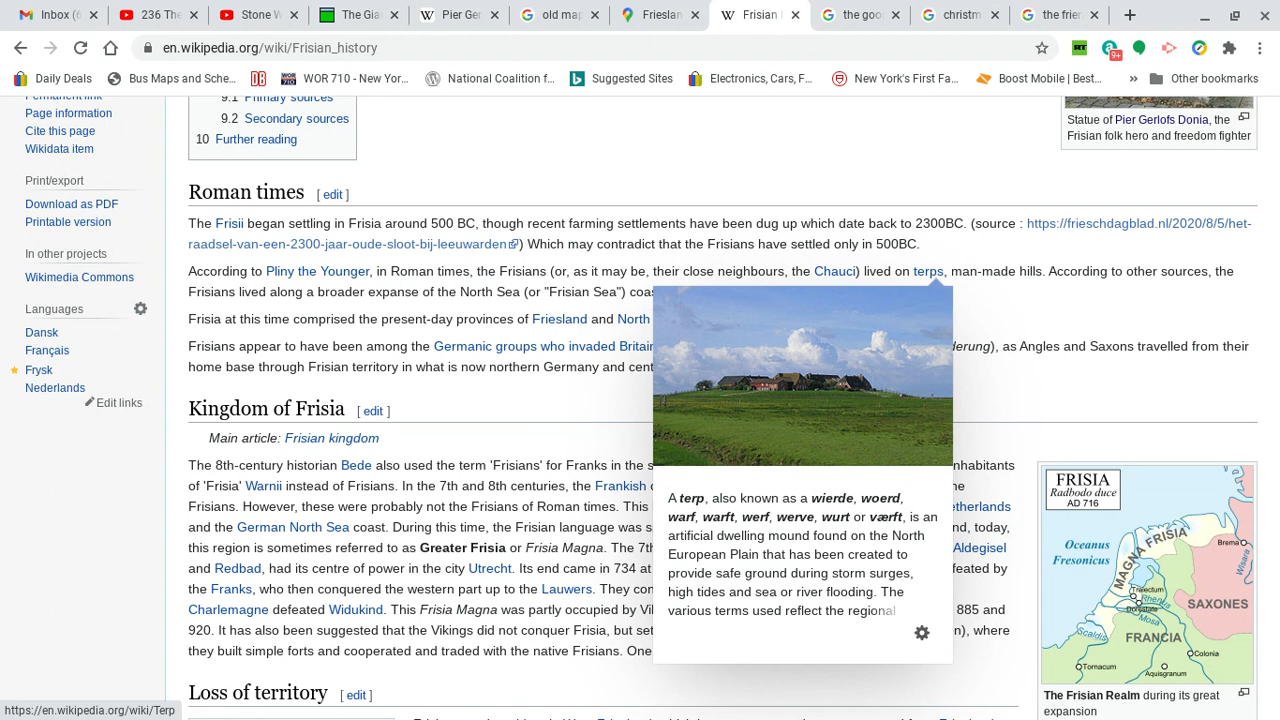 Inbox (6
236 The
Stone W
The Gia
Pier Ger
old map
Frieslan
Frisian
the goo
christm
the frier
en.wikipedia.org/wiki/Frisian_history
9+
Daily Deals
Bus Maps and Sche...
WOR 710 - New Yor...
National Coalition f...
Suggested Sites
Electronics, Cars, F...
New York's First Fa...
Boost Mobile | Best...
»
Other bookmarks
Permanent link
Page information
Cite this page
Wikidata item
Print/export
Download as PDF
Printable version
In other projects
Wikimedia Commons
Languages
Dansk
Français
Frysk
Nederlands
Edit links
9.1 Primary sources
9.2 Secondary sources
10 Further reading
Statue of Pier Gerlofs Donia, the
Frisian folk hero and freedom fighter
Roman times [ edit ]
The Frisii began settling in Frisia around 500 BC, though recent farming settlements have been dug up which date back to 2300BC. (source : https://frieschdagblad.nl/2020/8/5/het-
raadsel-van-een-2300-jaar-oude-sloot-bij-leeuwarden) Which may contradict that the Frisians have settled only in 500BC.
According to Pliny the Younger, in Roman times, the Frisians (or, as it may be, their close neighbours, the Chauci) lived on terps, man-made hills. According to other sources, the
Frisians lived along a broader expanse of the North Sea (or "Frisian Sea") coas
Frisia at this time comprised the present-day provinces of Friesland and North
Frisians appear to have been among the Germanic groups who invaded Britain
derung), as Angles and Saxons travelled from their
home base through Frisian territory in what is now northern Germany and cent
Kingdom of Frisia [ edit ]
Main article: Frisian kingdom
The 8th-century historian Bede also used the term 'Frisians' for Franks in the s
nhabitants
of 'Frisia' Warnii instead of Frisians. In the 7th and 8th centuries, the Frankish
he
Frisians. However, these were probably not the Frisians of Roman times. This
etherlands
and the German North Sea coast. During this time, the Frisian language was s
nd, today,
this region is sometimes referred to as Greater Frisia or Frisia Magna. The 7th
Aldegisel
and Redbad, had its centre of power in the city Utrecht. Its end came in 734 at
feated by
the Franks, who then conquered the western part up to the Lauwers. They con
Charlemagne defeated Widukind. This Frisia Magna was partly occupied by Vik
885 and
920. It has also been suggested that the Vikings did not conquer Frisia, but set
n), where
they built simple forts and cooperated and traded with the native Frisians. One
A terp, also known as a wierde, woerd,
warf, warft, werf, werve, wurt or værft, is an
artificial dwelling mound found on the North
European Plain that has been created to
provide safe ground during storm surges,
high tides and sea or river flooding. The
various terms used reflect the regional
FRISIA
Radbodo duce
AD 716
Oceanus
Fresonicus
MAGNA FRISIA
Brema
Wisara
Traiectum
Rhenus
Dorestate
Mosa
SAXONES
Scaldis
FRANCIA
Colonia
Tornacum
Aquisgranum
The Frisian Realm during its great
expansion
Loss of territory [ edit ]
https://en.wikipedia.org/wiki/Terp